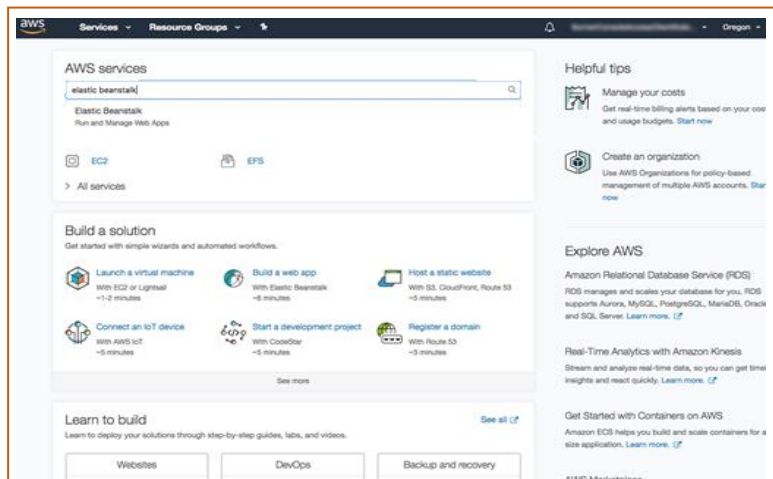 aws
Services
Resource Groups
Oregon
AWS services
elastic beanstalk
Elastic Beanstalk
Run and Manage Web Apps
EC2
EFS
> All services
Build a solution
Get started with simple wizards and automated workflows.
Launch a virtual machine
With EC2 or Lightsail
~1-2 minutes
Build a web app
With Elastic Beanstalk
~6 minutes
Host a static website
With S3, CloudFront, Route 53
~5 minutes
Connect an IoT device
With AWS IoT
~5 minutes
Start a development project
With CodeStar
~5 minutes
Register a domain
With Route 53
~3 minutes
See more
Learn to build
See all
Learn to deploy your solutions through step-by-step guides, labs, and videos.
Websites
DevOps
Backup and recovery
Helpful tips
Manage your costs
Get real-time billing alerts based on your cost
and usage budgets. Start now
Create an organization
Use AWS Organizations for policy-based
management of multiple AWS accounts. Star
now
Explore AWS
Amazon Relational Database Service (RDS)
RDS manages and scales your database for you. RDS
supports Aurora, MySQL, PostgreSQL, MariaDB, Oracle
and SQL Server. Learn more.
Real-Time Analytics with Amazon Kinesis
Stream and analyze real-time data, so you can get timel
insights and react quickly. Learn more.
Get Started with Containers on AWS
Amazon ECS helps you build and scale containers for a
size application. Learn more.